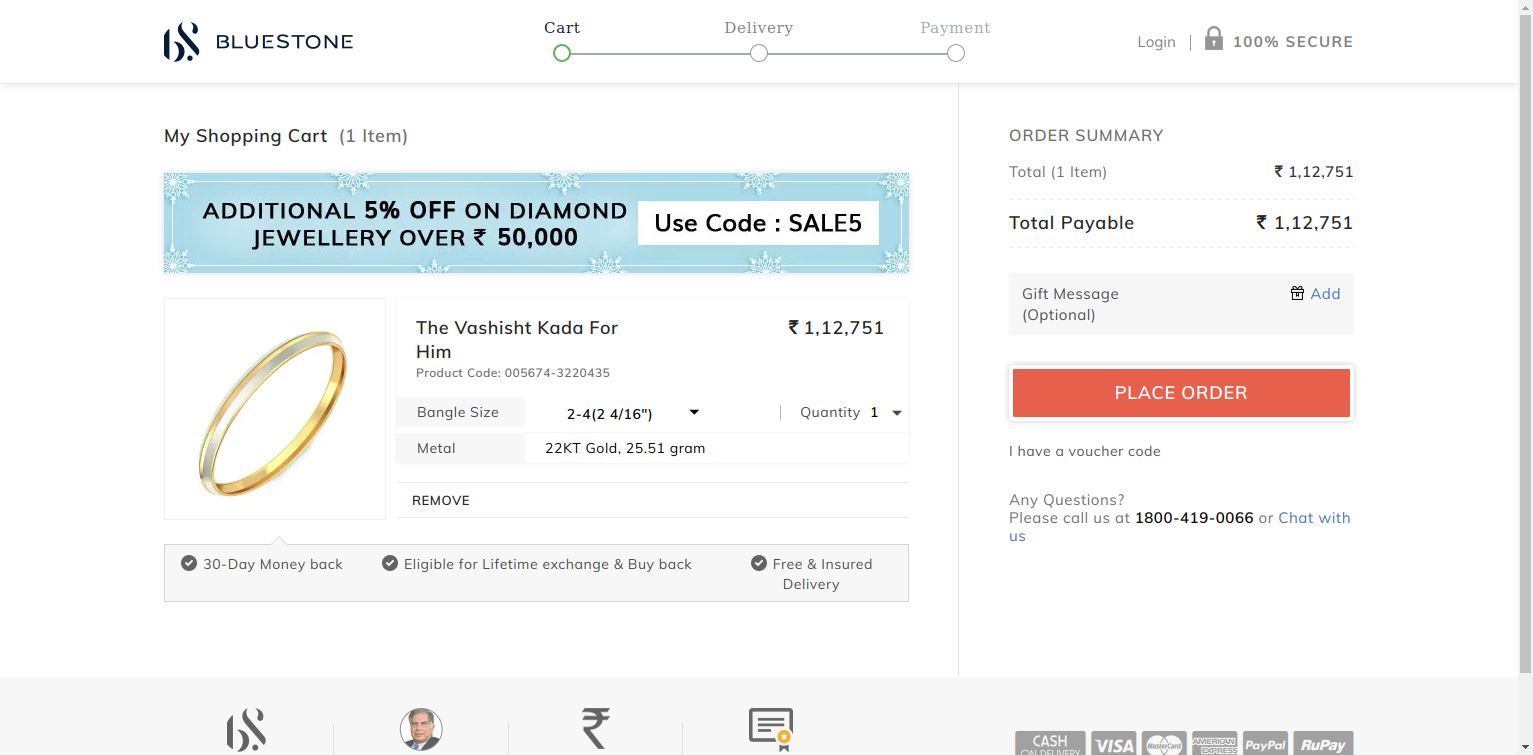 BLUESTONE
Cart
Delivery
Payment
Login
100% SECURE
My Shopping Cart (1 Item)
ADDITIONAL 5% OFF ON DIAMOND
JEWELLERY OVER ₹ 50,000
Use Code : SALE5
The Vashisht Kada For
Him
₹ 1,12,751
Product Code: 005674-3220435
Bangle Size
2-4(2 4/16")
Quantity 1
Metal
22KT Gold, 25.51 gram
REMOVE
30-Day Money back
Eligible for Lifetime exchange & Buy back
Free & Insured
Delivery
ORDER SUMMARY
Total (1 Item)
₹ 1,12,751
Total Payable
₹ 1,12,751
Gift Message
(Optional)
Add
PLACE ORDER
I have a voucher code
Any Questions?
Please call us at 1800-419-0066 or Chat with
us
CASH
ON DELIVERY
VISA
MasterCard
AMERICAN
EXPRESS
PayPal
RuPay